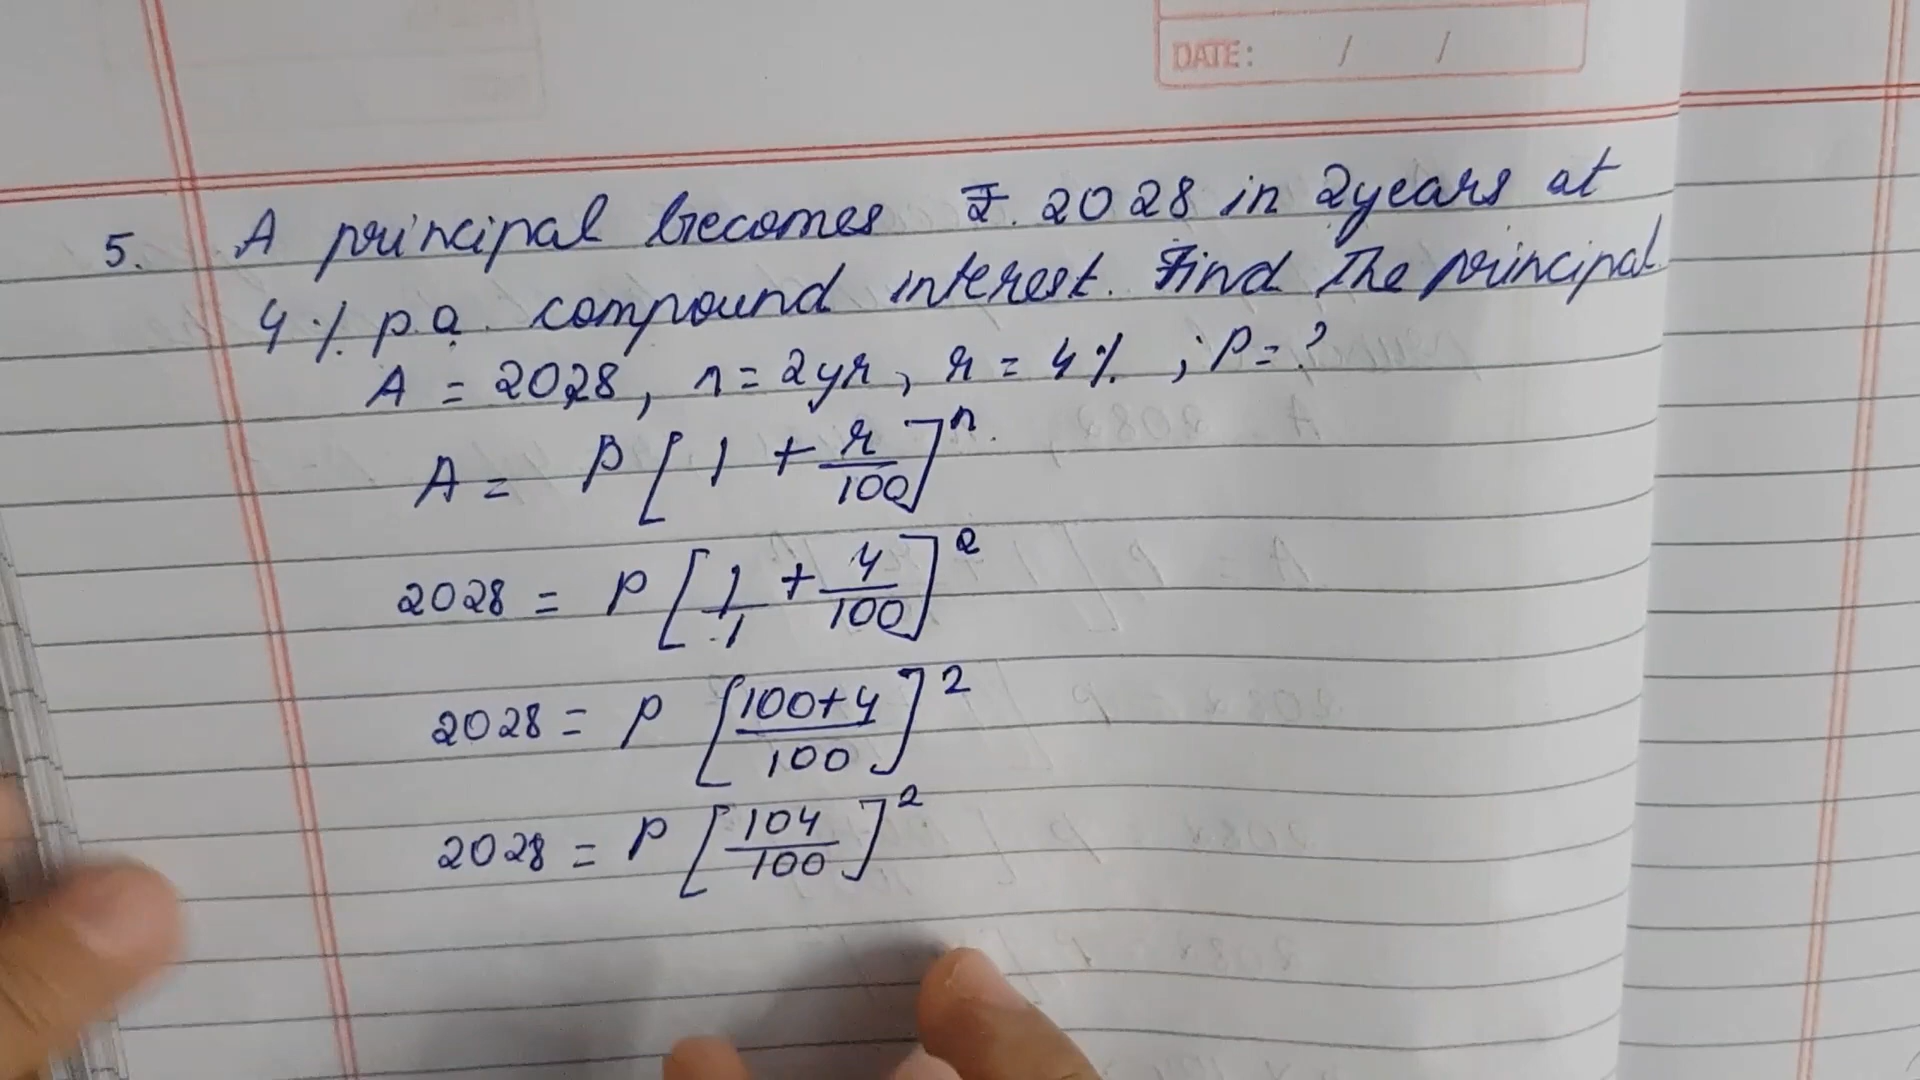 DATE: / /
5. A principal becomes ₹. 2028 in 2years at
4% p.a. compound interest. Find The principal.
A = 2028, n = 2yr, r = 4% ; P = ?
A = P [1 + r/100]^n.
2028 = P [1/1 + 4/100]^2
2028 = P [100+4/100]^2
2028 = P [104/100]^2